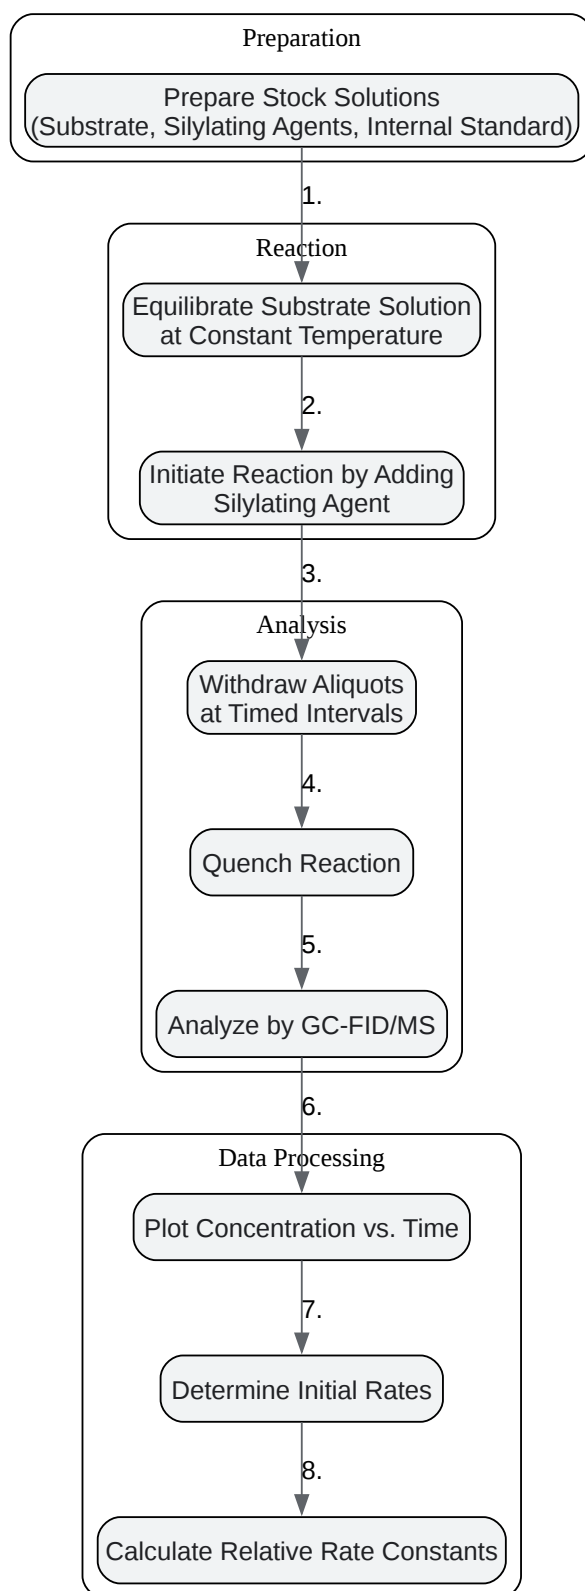 Preparation
Prepare Stock Solutions
(Substrate, Silylating Agents, Internal Standard)
1.
Reaction
Equilibrate Substrate Solution
at Constant Temperature
2.
Initiate Reaction by Adding
Silylating Agent
3.
Analysis
Withdraw Aliquots
at Timed Intervals
4.
Quench Reaction
5.
Analyze by GC-FID/MS
6.
Data Processing
Plot Concentration vs. Time
7.
Determine Initial Rates
8.
Calculate Relative Rate Constants